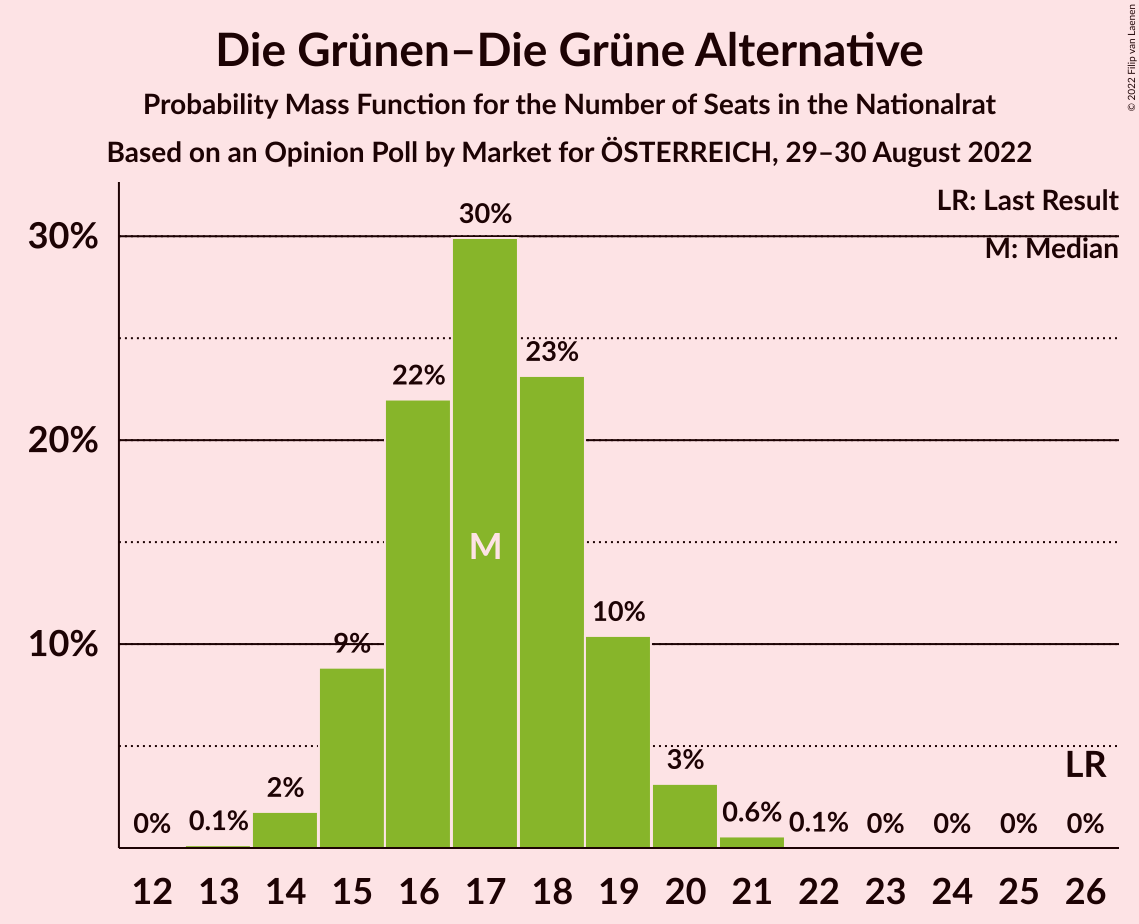 Die Grünen–Die Grüne Alternative
Probability Mass Function for the Number of Seats in the Nationalrat
Based on an Opinion Poll by Market for ÖSTERREICH, 29–30 August 2022
© 2022 Filip van Laenen
LR: Last Result
M: Median
30%
20%
10%
0%
0.1%
2%
9%
22%
30%
23%
10%
3%
0.6%
0.1%
0%
0%
0%
0%
M
LR
12 13 14 15 16 17 18 19 20 21 22 23 24 25 26